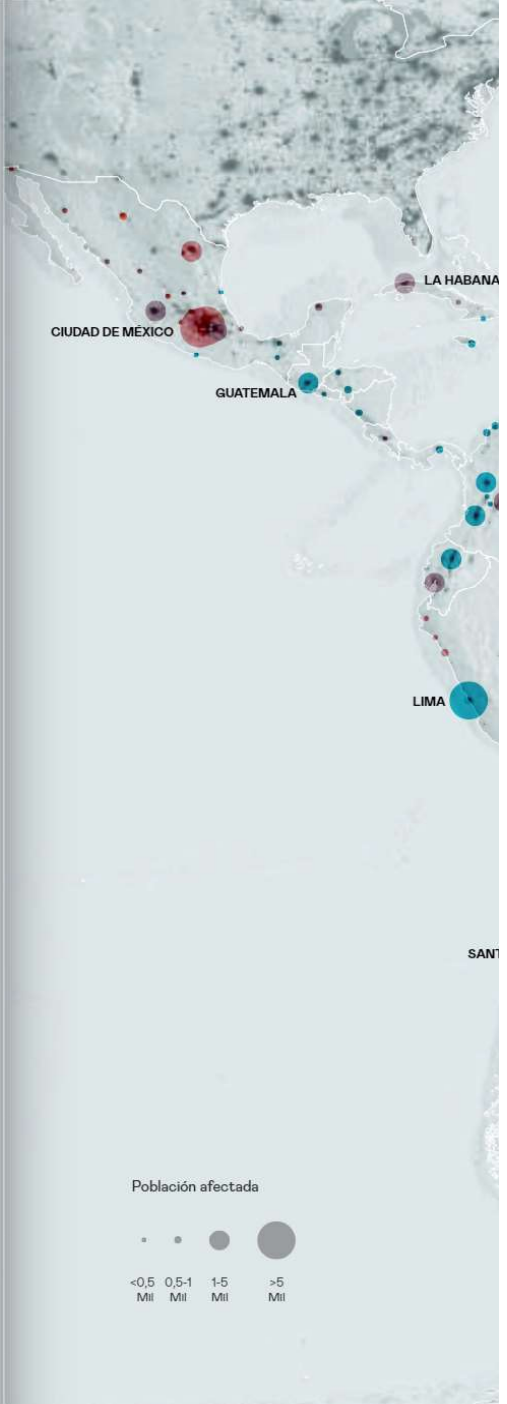 LA HABANA
CIUDAD DE MÉXICO
GUATEMALA
LIMA
SANT
Población afectada
<0,5 0,5-1 1-5 >5
Mil Mil Mil Mil